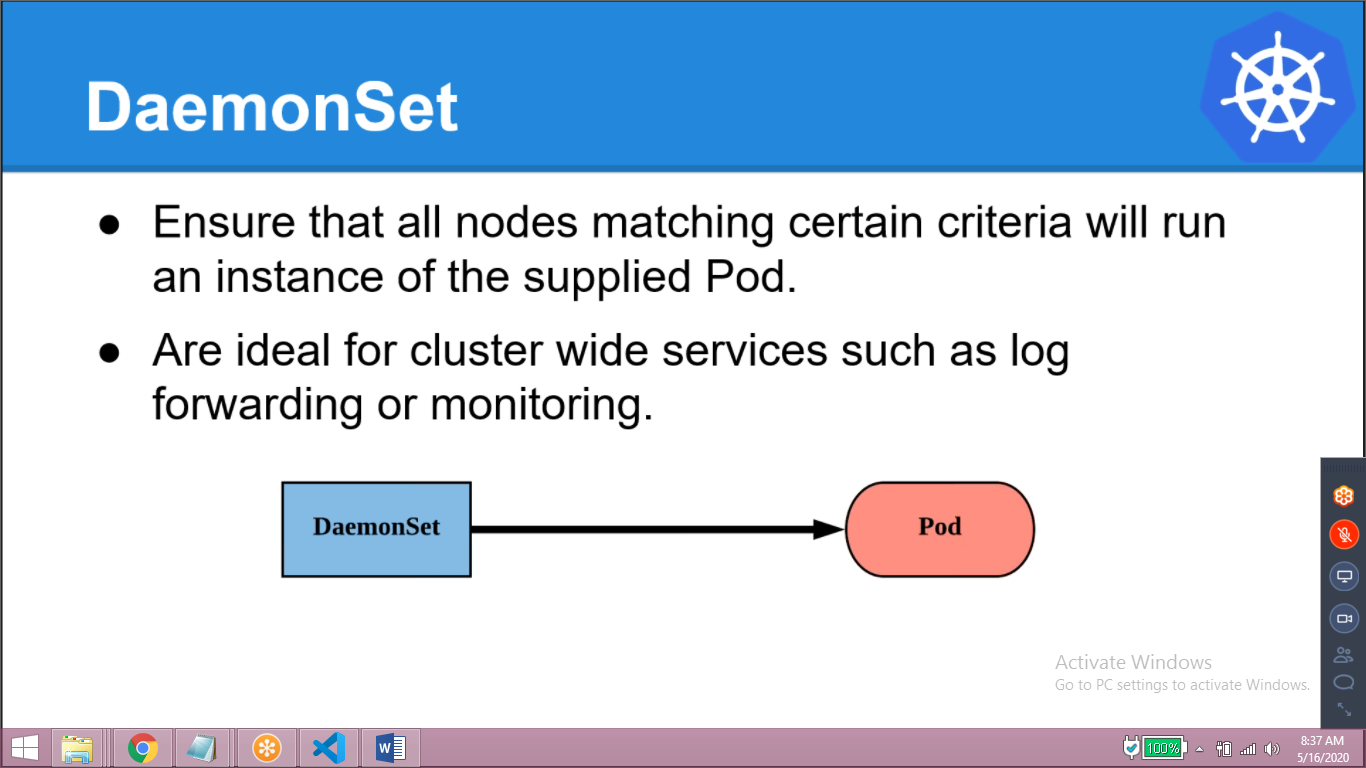 DaemonSet
● Ensure that all nodes matching certain criteria will run
an instance of the supplied Pod.
● Are ideal for cluster wide services such as log
forwarding or monitoring.
DaemonSet
Pod
Activate Windows
Go to PC settings to activate Windows.
W
100%
8:37 AM
5/16/2020